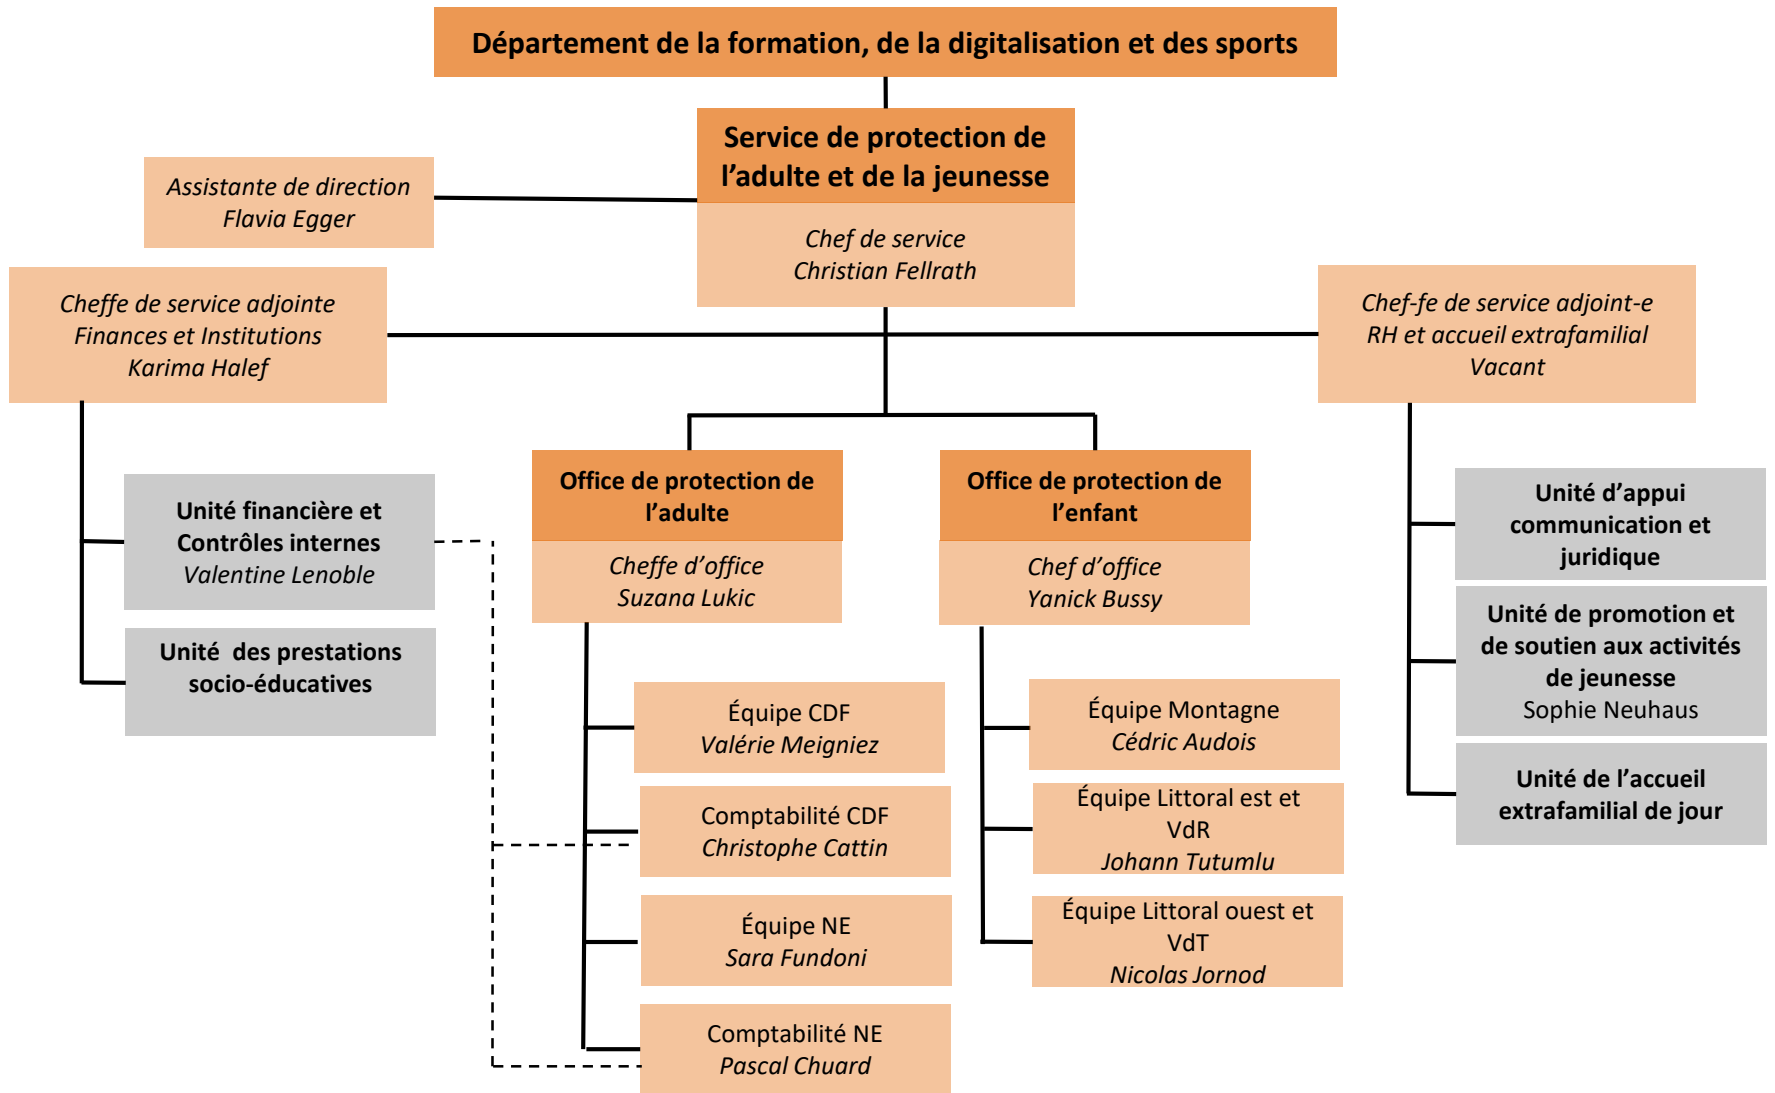 Département de la formation, de la digitalisation et des sports
Service de protection de
l’adulte et de la jeunesse
Chef de service
Christian Fellrath
Assistante de direction
Flavia Egger
Cheffe de service adjointe
Finances et Institutions
Karima Halef
Chef-fe de service adjoint-e
RH et accueil extrafamilial
Vacant
Unité financière et
Contrôles internes
Valentine Lenoble
Unité des prestations
socio-éducatives
Office de protection de
l’adulte
Cheffe d’office
Suzana Lukic
Équipe CDF
Valérie Meigniez
Comptabilité CDF
Christophe Cattin
Équipe NE
Sara Fundoni
Comptabilité NE
Pascal Chuard
Office de protection de
l’enfant
Chef d’office
Yanick Bussy
Équipe Montagne
Cédric Audois
Équipe Littoral est et
VdR
Johann Tutumlu
Équipe Littoral ouest et
VdT
Nicolas Jornod
Unité d’appui
communication et
juridique
Unité de promotion et
de soutien aux activités
de jeunesse
Sophie Neuhaus
Unité de l’accueil
extrafamilial de jour